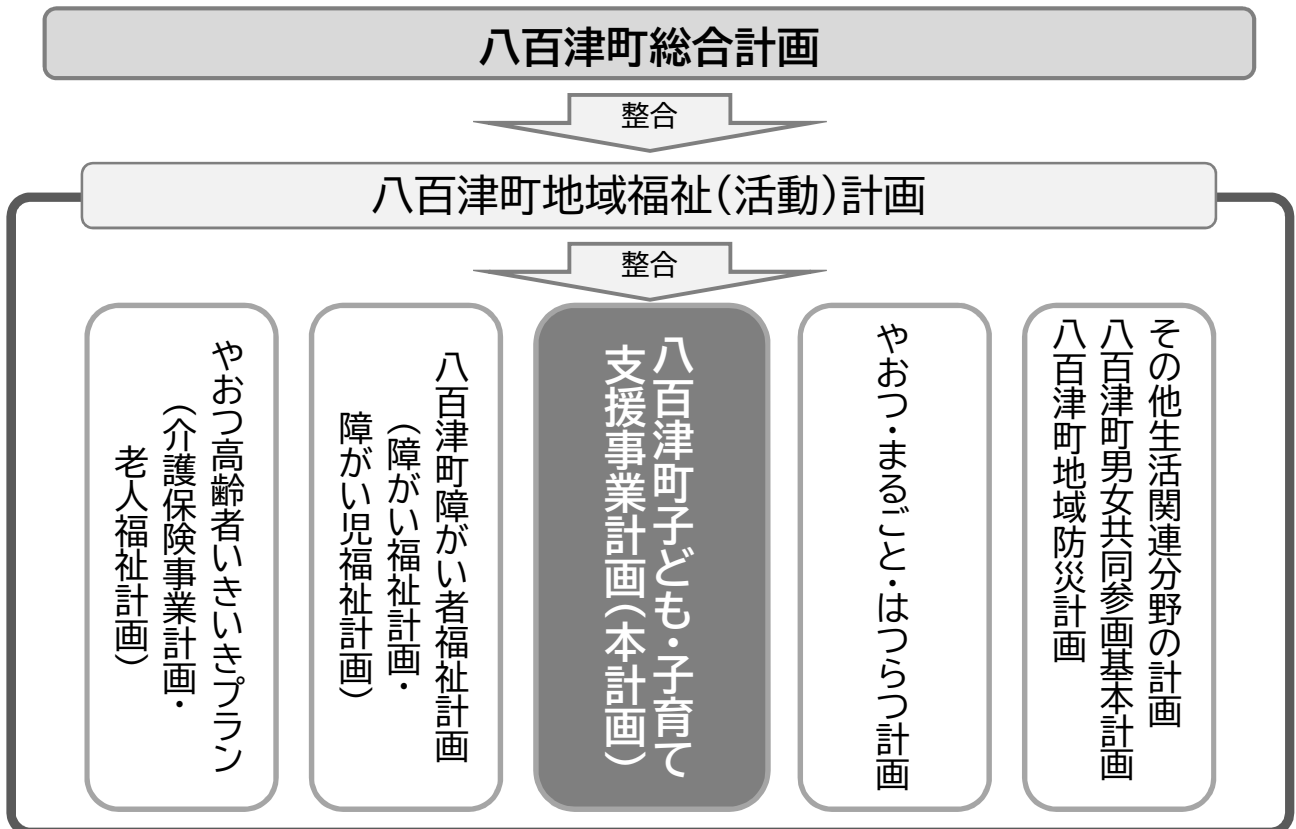 八百津町総合計画
整合
八百津町地域福祉(活動)計画
整合
やおつ高齢者いきいきプラン
(介護保険事業計画・
老人福祉計画)
八百津町障がい者福祉計画
(障がい福祉計画・
障がい児福祉計画)
八百津町子ども・子育て
支援事業計画(本計画)
やおつ・まるごと・はつらつ計画
その他生活関連分野の計画
八百津町男女共同参画基本計画
八百津町地域防災計画